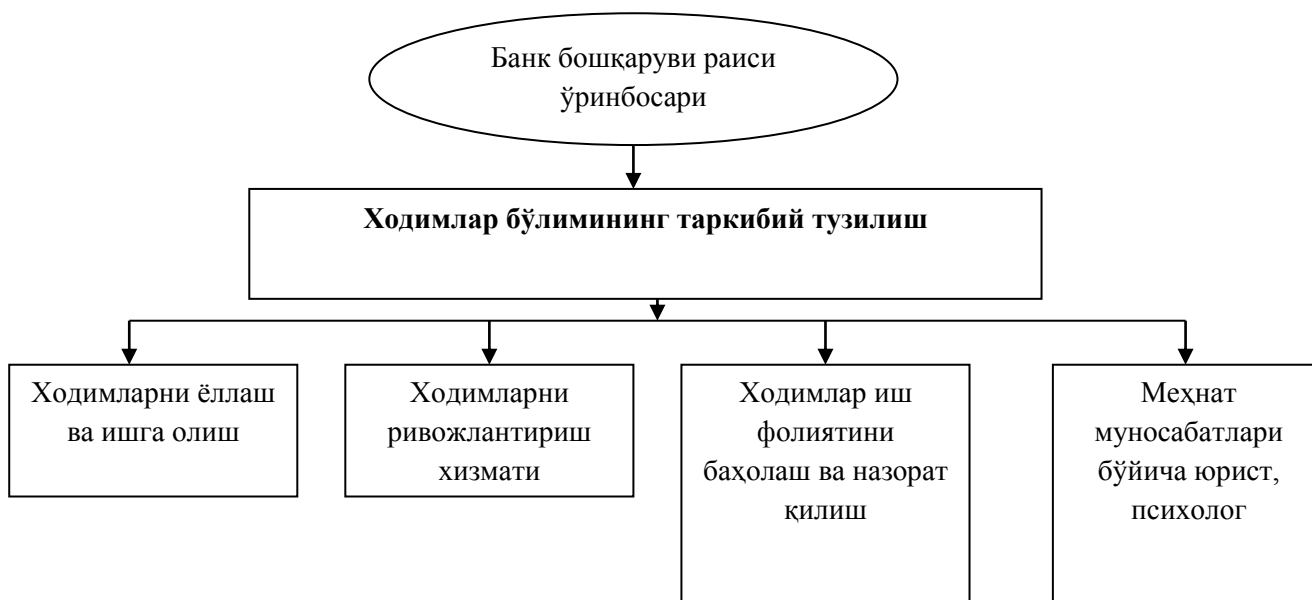 Банк бошқаруви раиси
ўринбосари
Ходимлар бўлимининг таркибий тузилиш
Ходимларни ёллаш
ва ишга олиш
Ходимларни
ривожлантириш
хизмати
Ходимлар иш
фолиятини
баҳолаш ва назорат
қилиш
Меҳнат
муносабатлари
бўйича юрист,
психолог